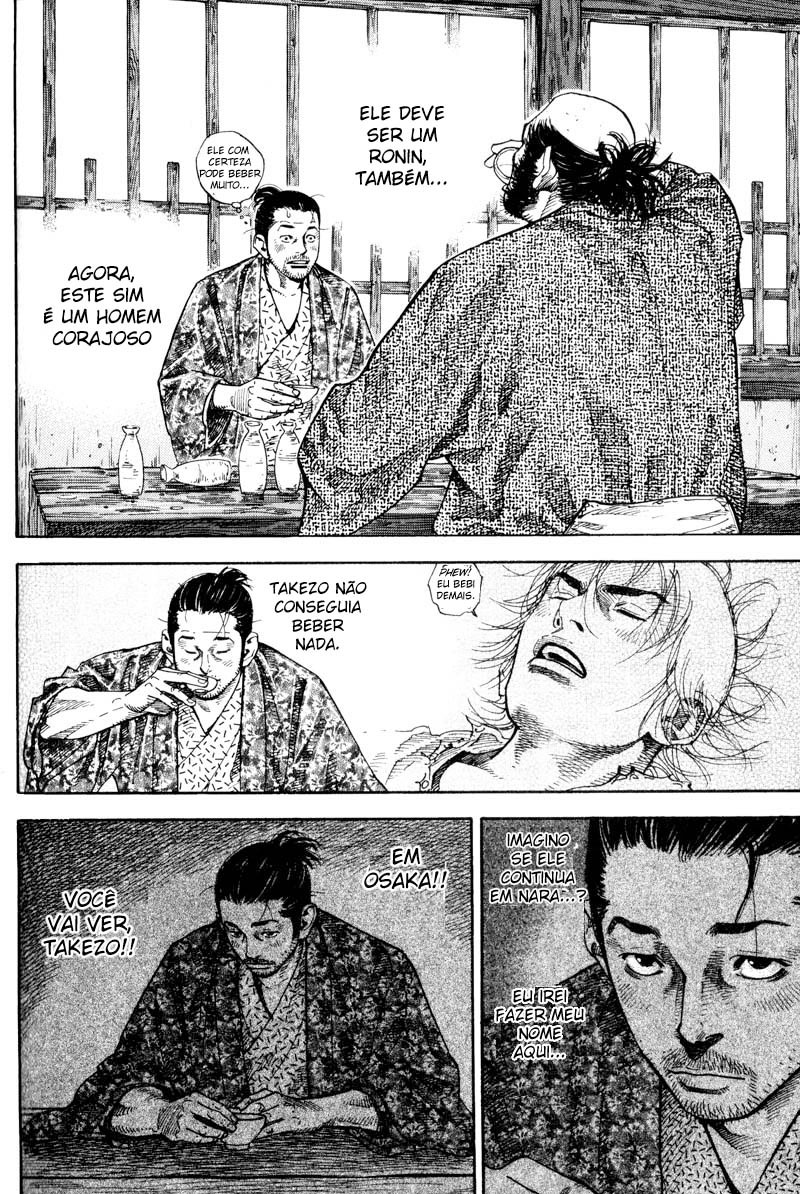 ELE DEVE
SER UM
RONIN,
TAMBÉM...
ELE COM
CERTEZA
PODE BEBER
MUITO...
AGORA,
ESTE SIM
É UM HOMEM
CORAJOSO
PHEW!
EU BEBI
DEMAIS.
TAKEZO NÃO
CONSEGUIA
BEBER
NADA.
IMAGINO
SE ELE
CONTINUA
EM NARA...?
EU IREI
FAZER MEU
NOME
AQUI...
EM
OSAKA!!
VOCÊ
VAI VER,
TAKEZO!!